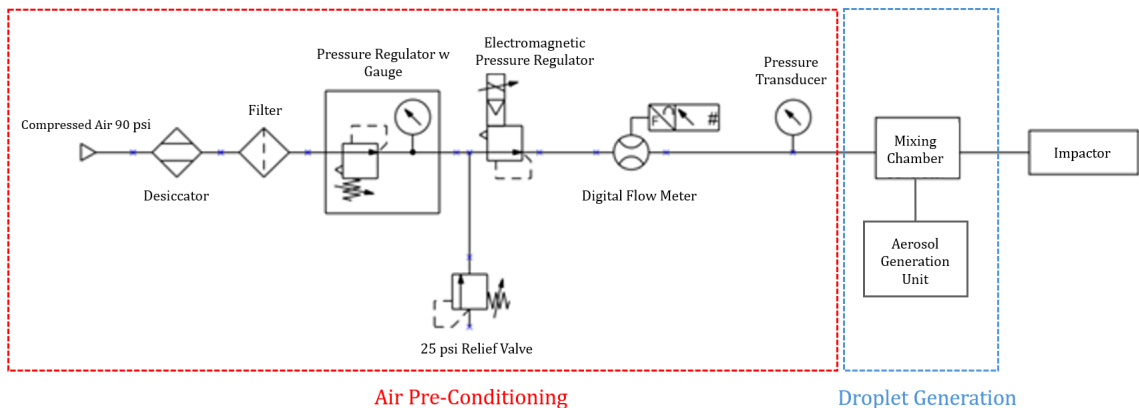 Compressed Air 90 psi
Desiccator
Filter
Pressure Regulator w
Gauge
Electromagnetic
Pressure Regulator
F
#
Digital Flow Meter
Pressure
Transducer
25 psi Relief Valve
Mixing
Chamber
Aerosol
Generation
Unit
Impactor
Air Pre-Conditioning
Droplet Generation